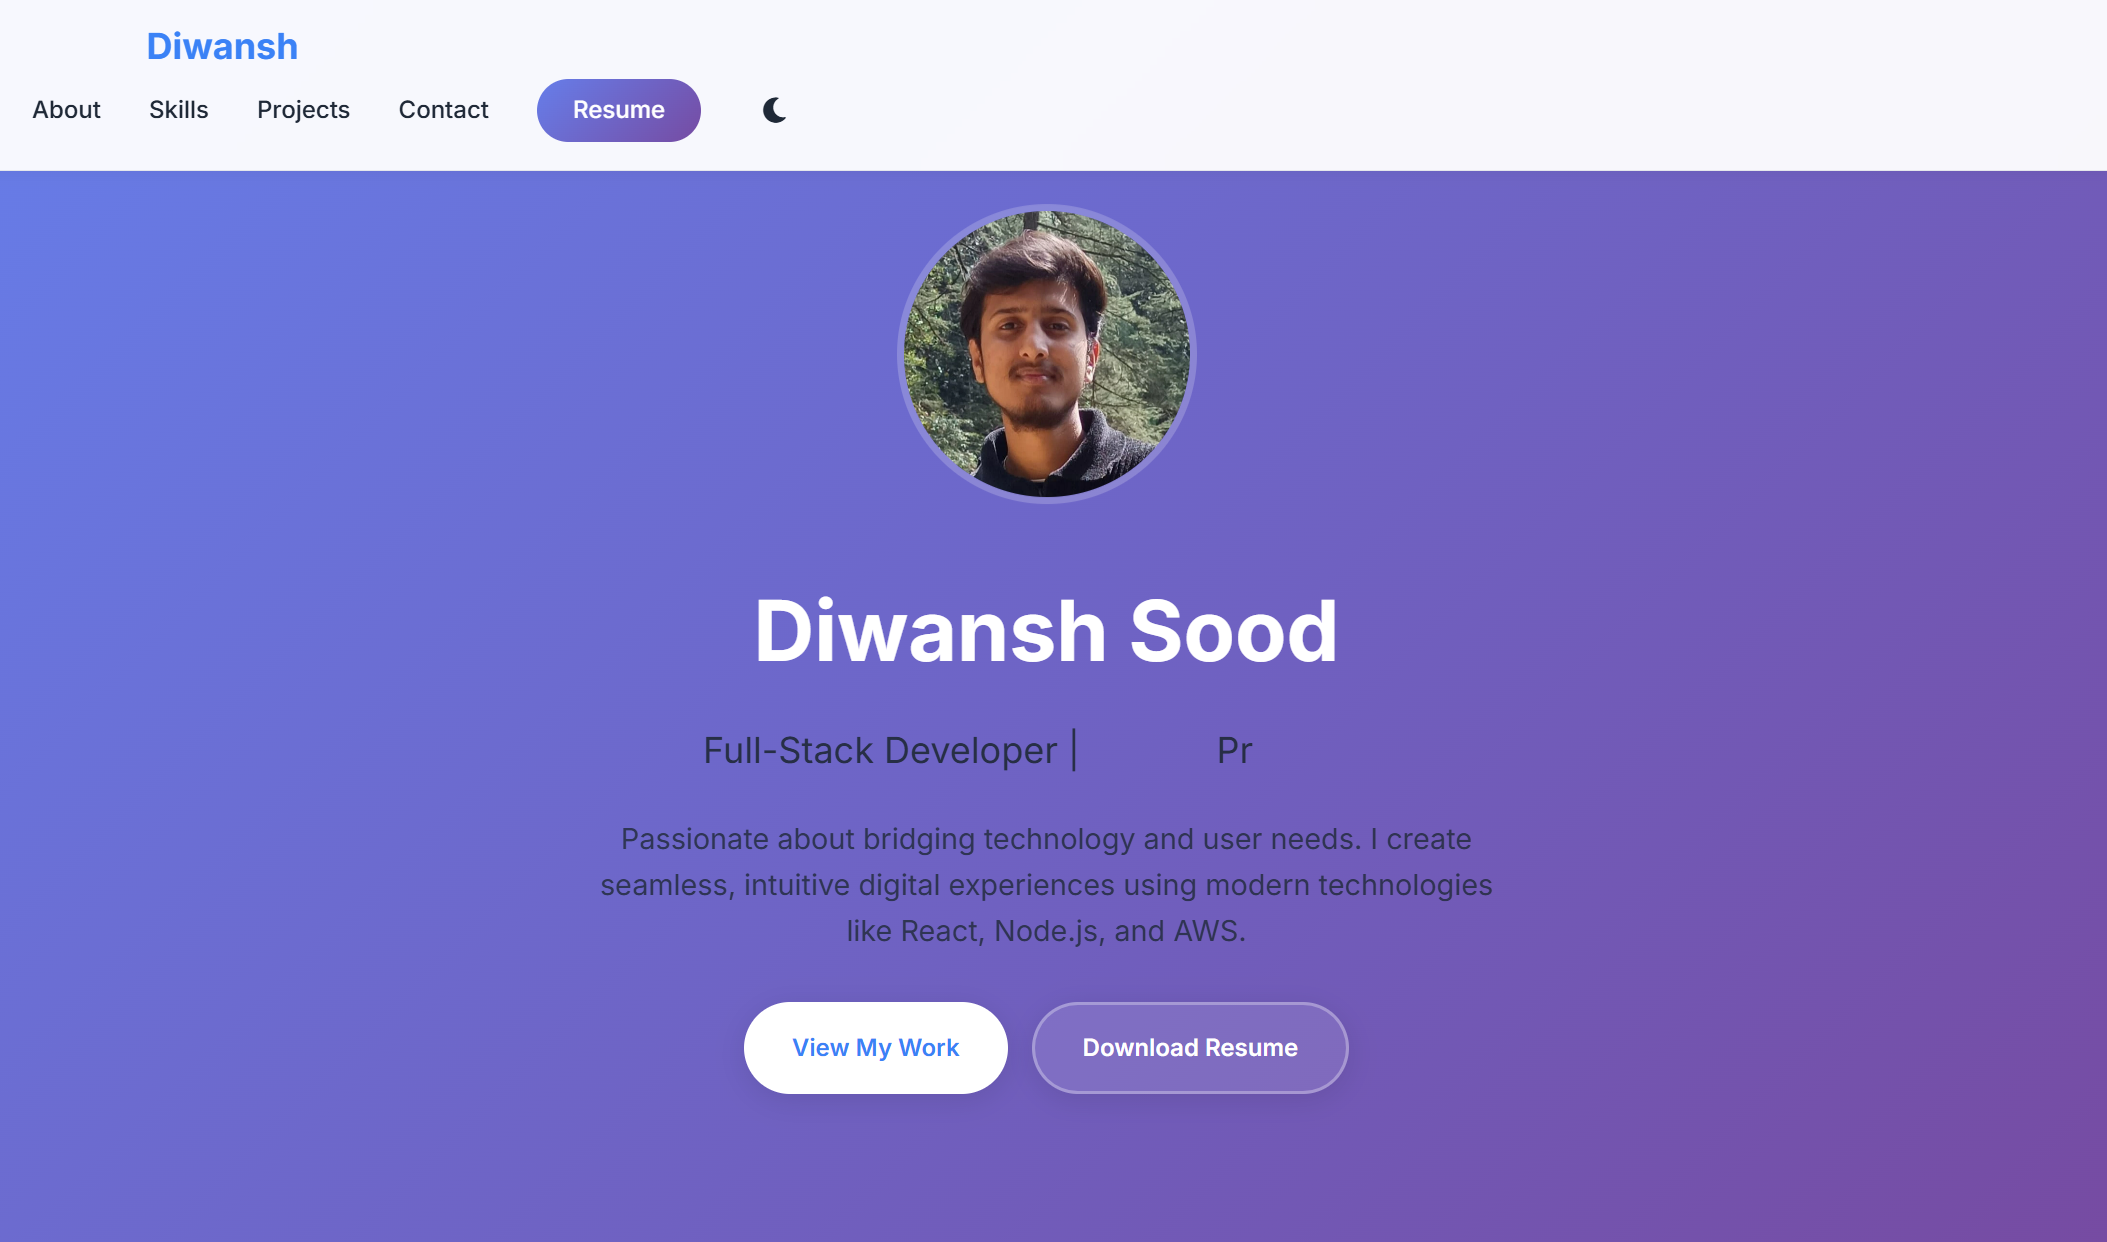 Diwansh
About Skills Projects Contact Resume
Diwansh Sood
Full-Stack Developer | Pr
Passionate about bridging technology and user needs. I create
seamless, intuitive digital experiences using modern technologies
like React, Node.js, and AWS.
View My Work Download Resume